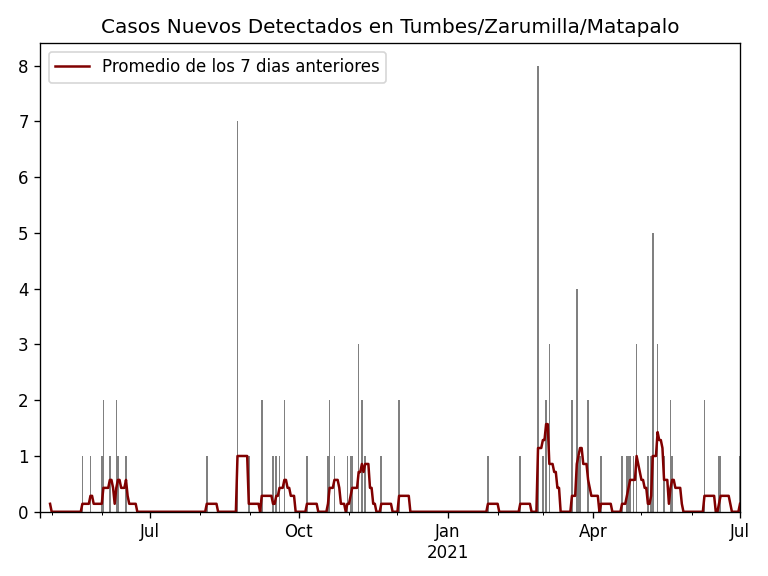 Casos Nuevos Detectados en Tumbes/Zarumilla/Matapalo
Promedio de los 7 dias anteriores
8
7
6
5
4
3
2
1
0
Jul
Oct
Jan
2021
Apr
Jul